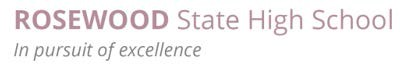 ROSEWOOD State High School
In pursuit of excellence